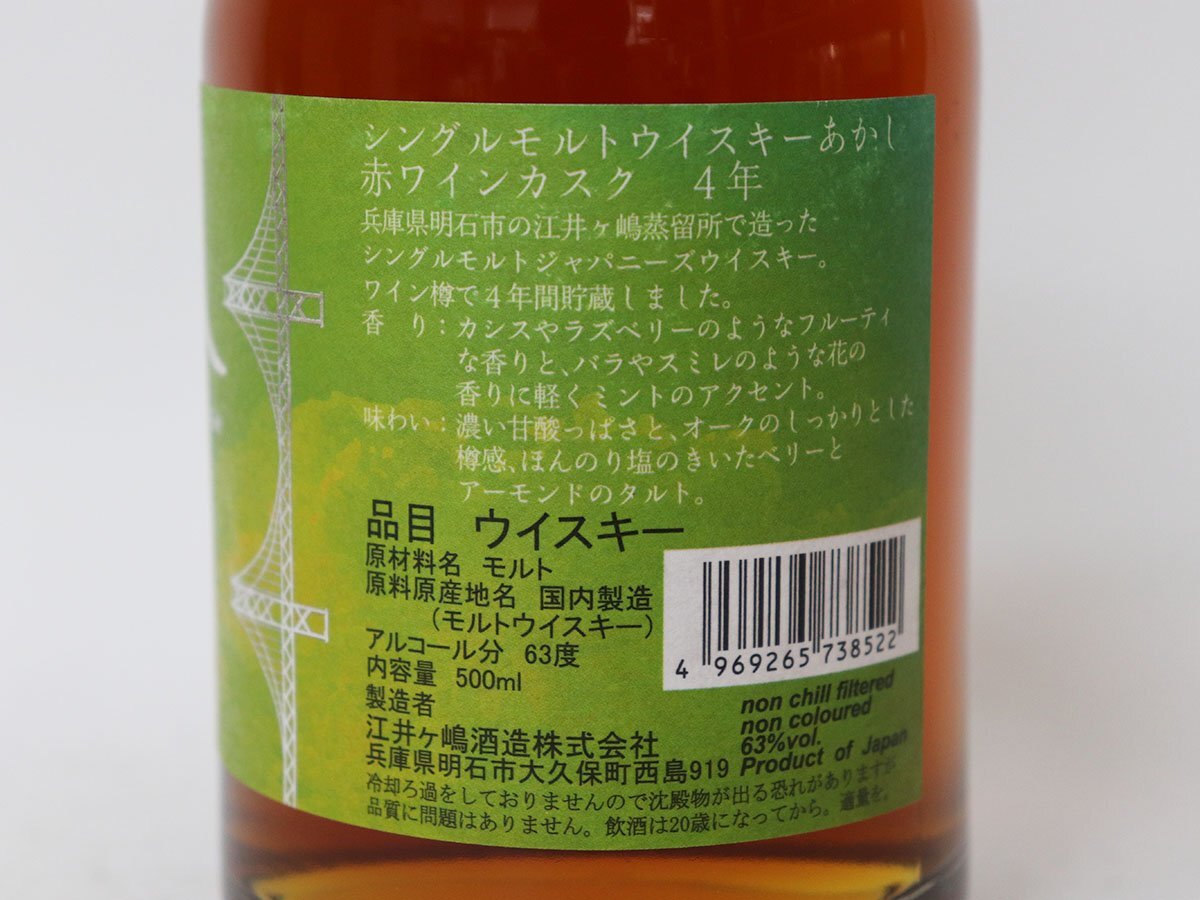 シングルモルトウイスキーあかし
赤ワインカスク　4年
兵庫県明石市の江井ヶ嶋蒸留所で造った
シングルモルトジャパニーズウイスキー。
ワイン樽で4年間貯蔵しました。
香　り：カシスやラズベリーのようなフルーティ
な香りと、バラやスミレのような花の
香りに軽くミントのアクセント。
味わい：濃い甘酸っぱさと、オークのしっかりとした
樽感、ほんのり塩のきいたベリーと
アーモンドのタルト。
品目　ウイスキー
原材料名　モルト
原料原産地名　国内製造
（モルトウイスキー）
アルコール分　63度
内容量　500ml
製造者
江井ヶ嶋酒造株式会社
兵庫県明石市大久保町西島919
4 969265 738522
non chill filtered
non coloured
63%vol.
Product of Japan
冷却ろ過をしておりませんので沈殿物が出る恐れがありますが
品質に問題はありません。飲酒は20歳になってから。適量を。